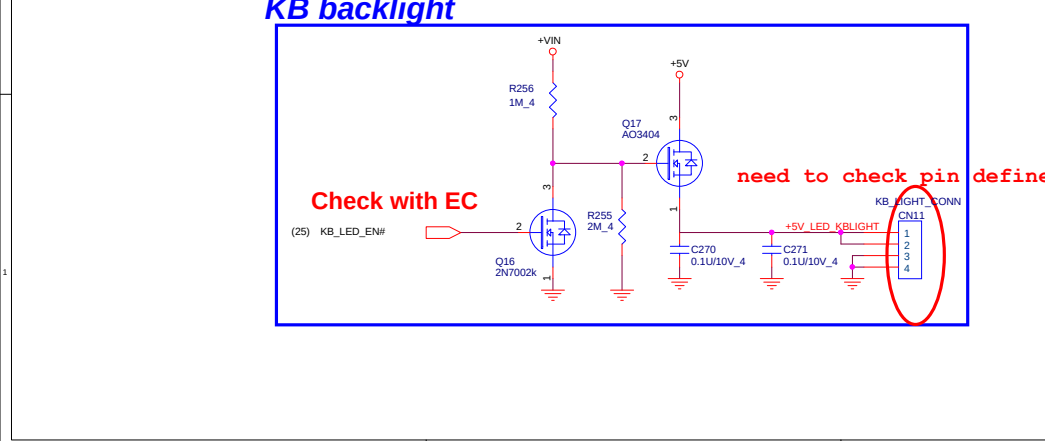 KB backlight
+VIN
+5V
R256
1M_4
3
Q17
AO3404
2
need to check pin define
3
Check with EC
KB_LIGHT_CONN
CN11
1
R255
2M_4
(25) KB_LED_EN#
2
+5V_LED_KBLIGHT
1
2
3
4
C270
0.1U/10V_4
C271
0.1U/10V_4
Q16
2N7002k
1
1